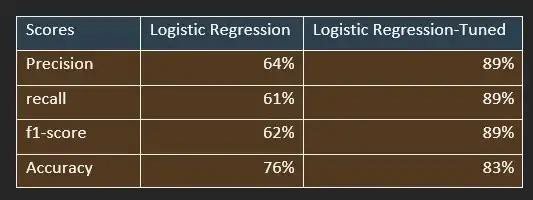 Scores Logistic Regression Logistic Regression-Tuned
Precision 64% 89%
recall 61% 89%
f1-score 62% 89%
Accuracy 76% 83%